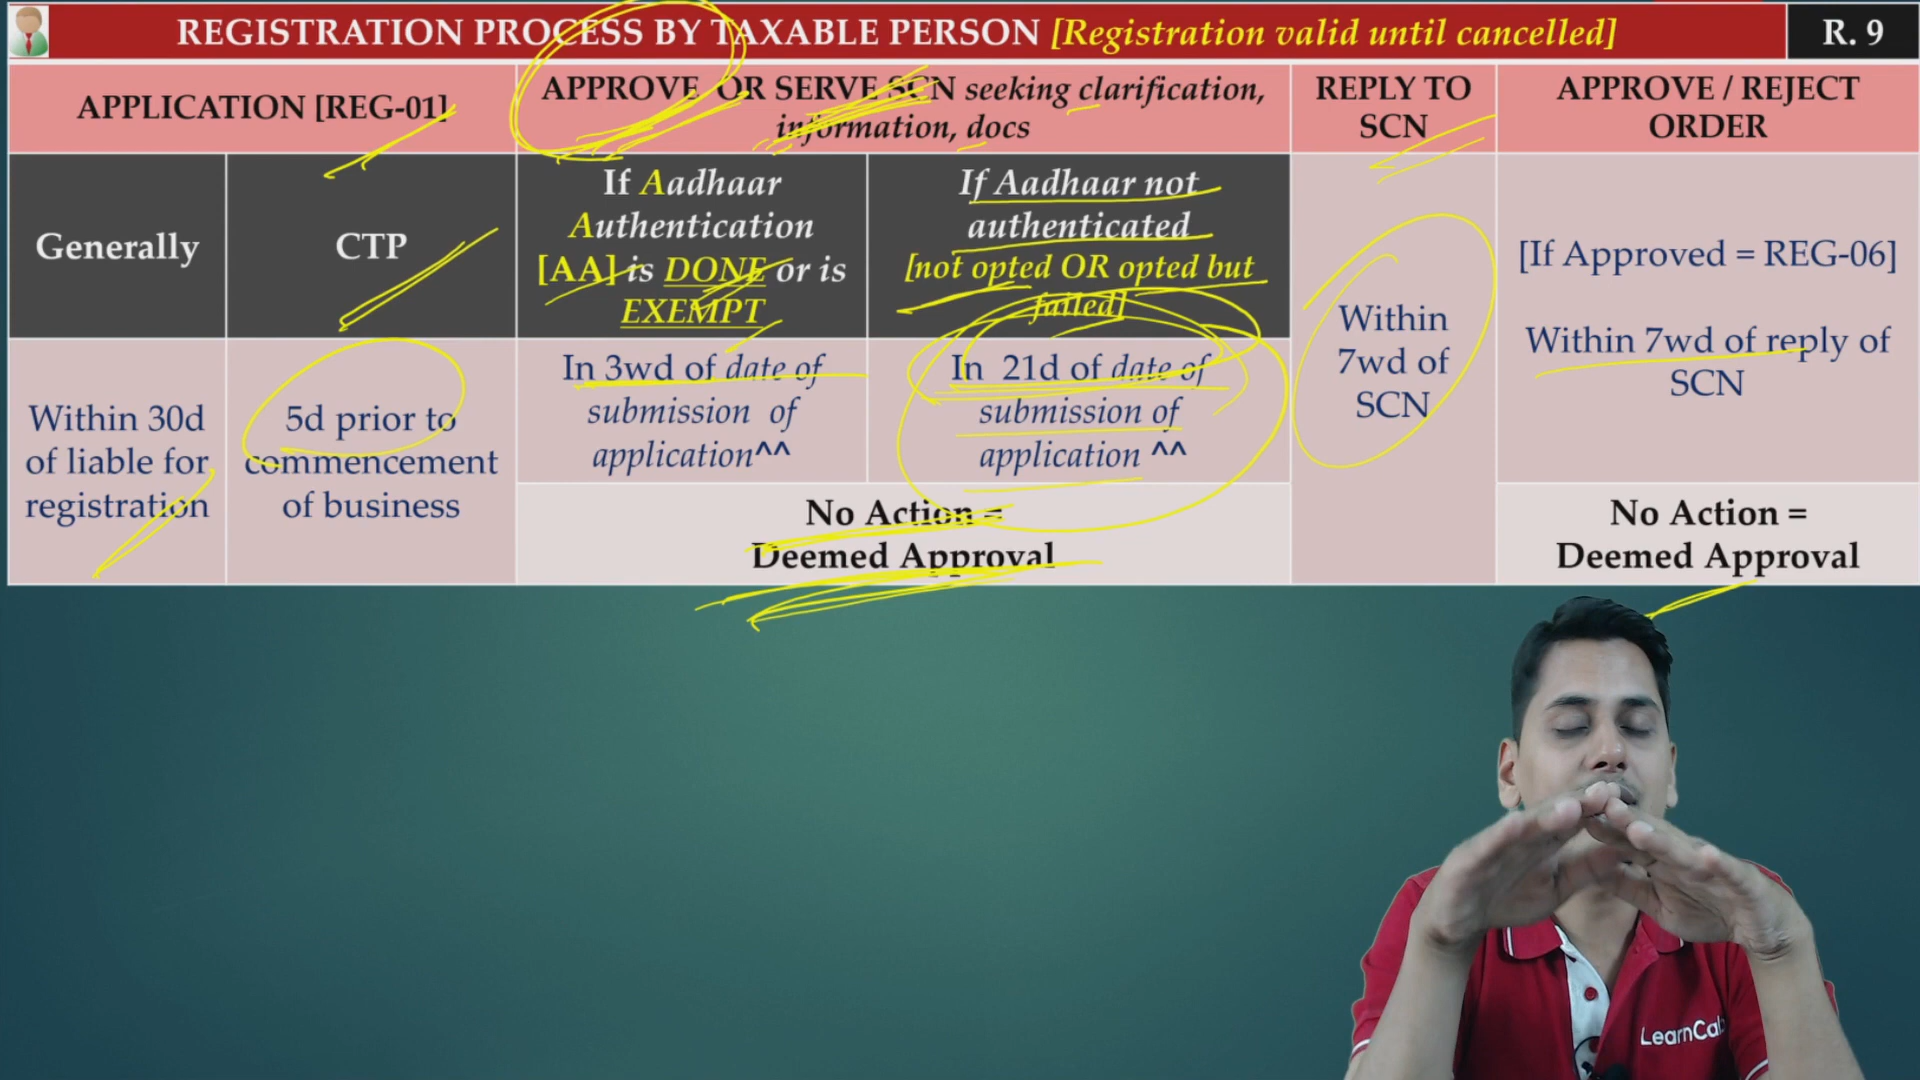 REGISTRATION PROCESS BY TAXABLE PERSON [Registration valid until cancelled]
R. 9
APPLICATION [REG-01]
APPROVE OR SERVE SCN seeking clarification,
information, docs
REPLY TO
SCN
APPROVE / REJECT
ORDER
Generally
CTP
If Aadhaar
Authentication
[AA] is DONE or is
EXEMPT
If Aadhaar not
authenticated
[not opted OR opted but
failed]
Within
7wd of
SCN
[If Approved = REG-06]
Within 7wd of reply of
SCN
Within 30d
of liable for
registration
5d prior to
commencement
of business
In 3wd of date of
submission of
application^^
In 21d of date of
submission of
application ^^
No Action =
Deemed Approval
No Action =
Deemed Approval
LearnCab